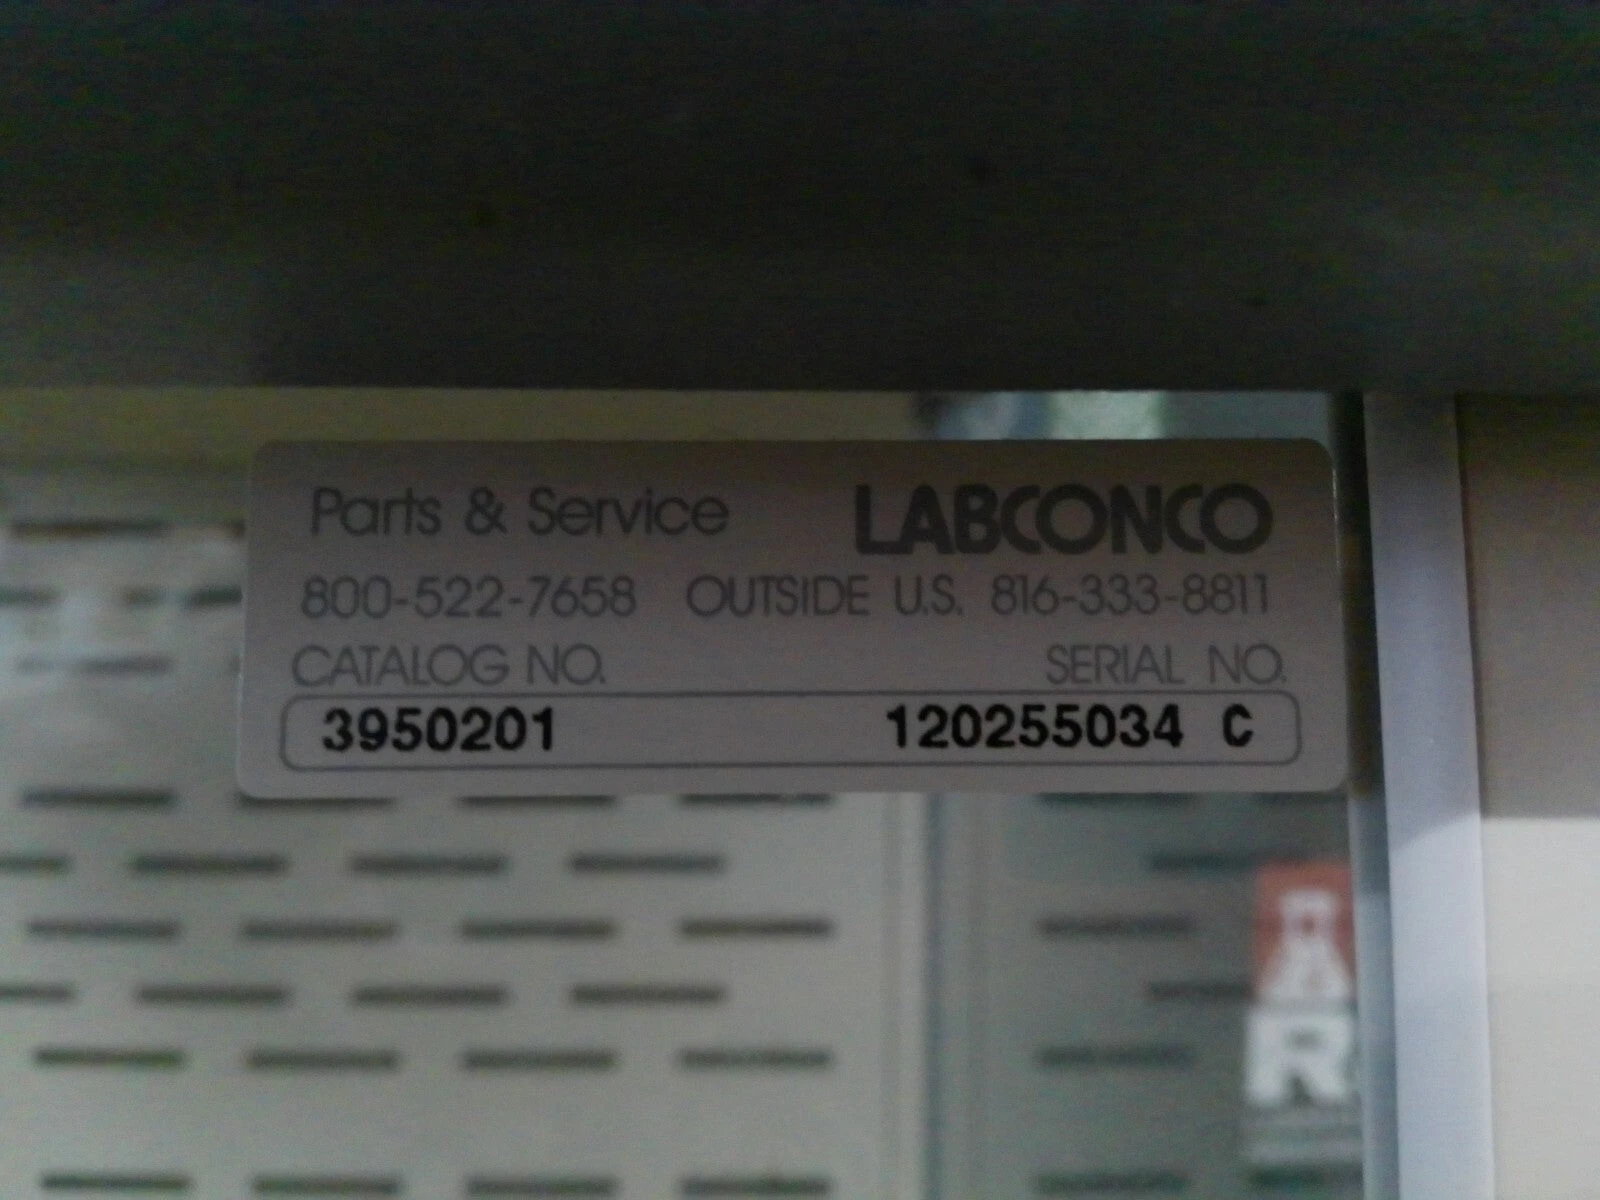 Parts & Service LABCONCO
800-522-7658 OUTSIDE U.S. 816-333-8811
CATALOG NO. SERIAL NO.
3950201 120255034 C
R